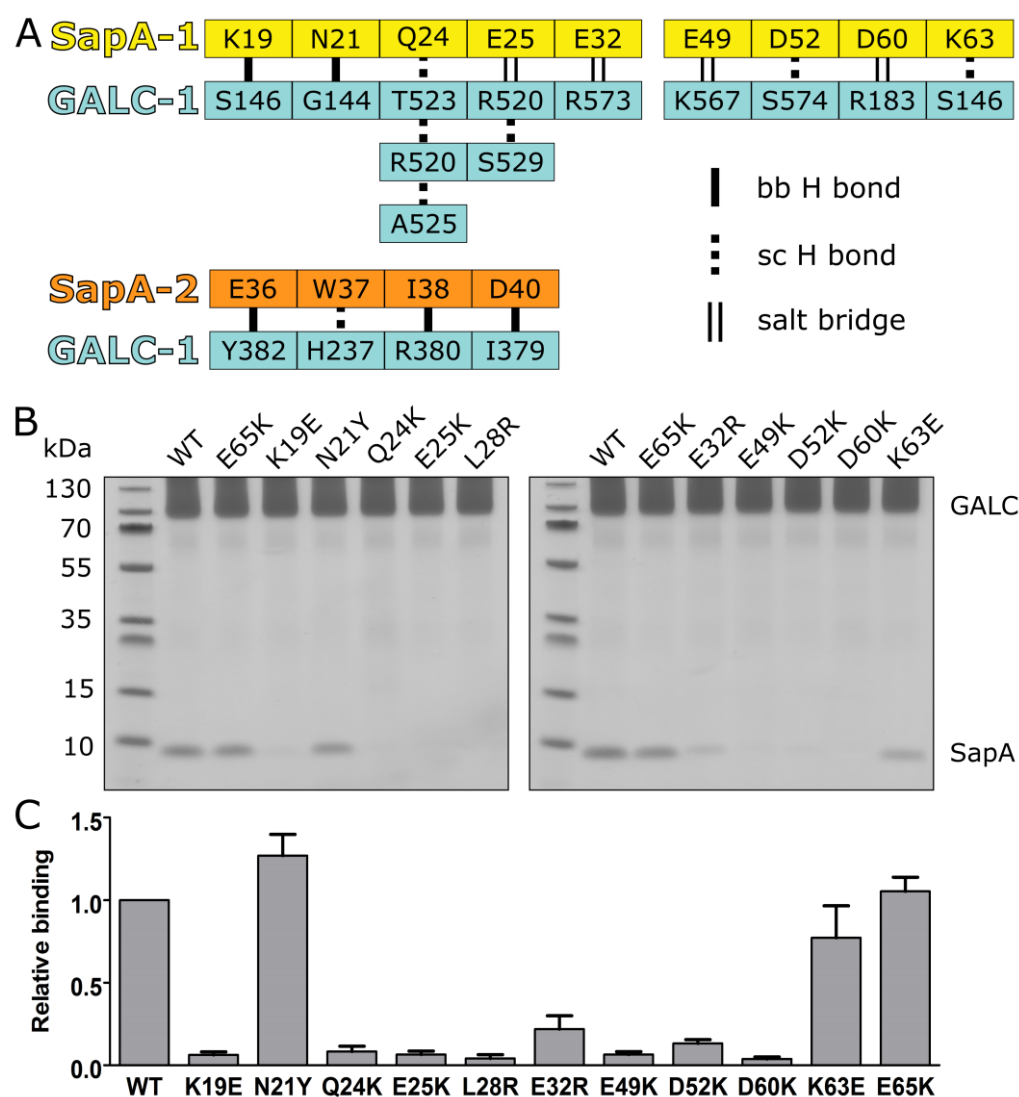 A
SapA-1 K19 N21 Q24 E25 E32 E49 D52 D60 K63
GALC-1 S146 G144 T523 R520 R573 K567 S574 R183 S146
R520 S529
A525
bb H bond
sc H bond
salt bridge
SapA-2 E36 W37 I38 D40
GALC-1 Y382 H237 R380 I379
B
kDa WT E65K K19E N21Y Q24K E25K L28R WT E65K E32R E49K D52K D60K K63E
130
70
55
35
15
10
GALC
SapA
C
Relative binding
1.5
1.0
0.5
0.0
WT K19E N21Y Q24K E25K L28R E32R E49K D52K D60K K63E E65K